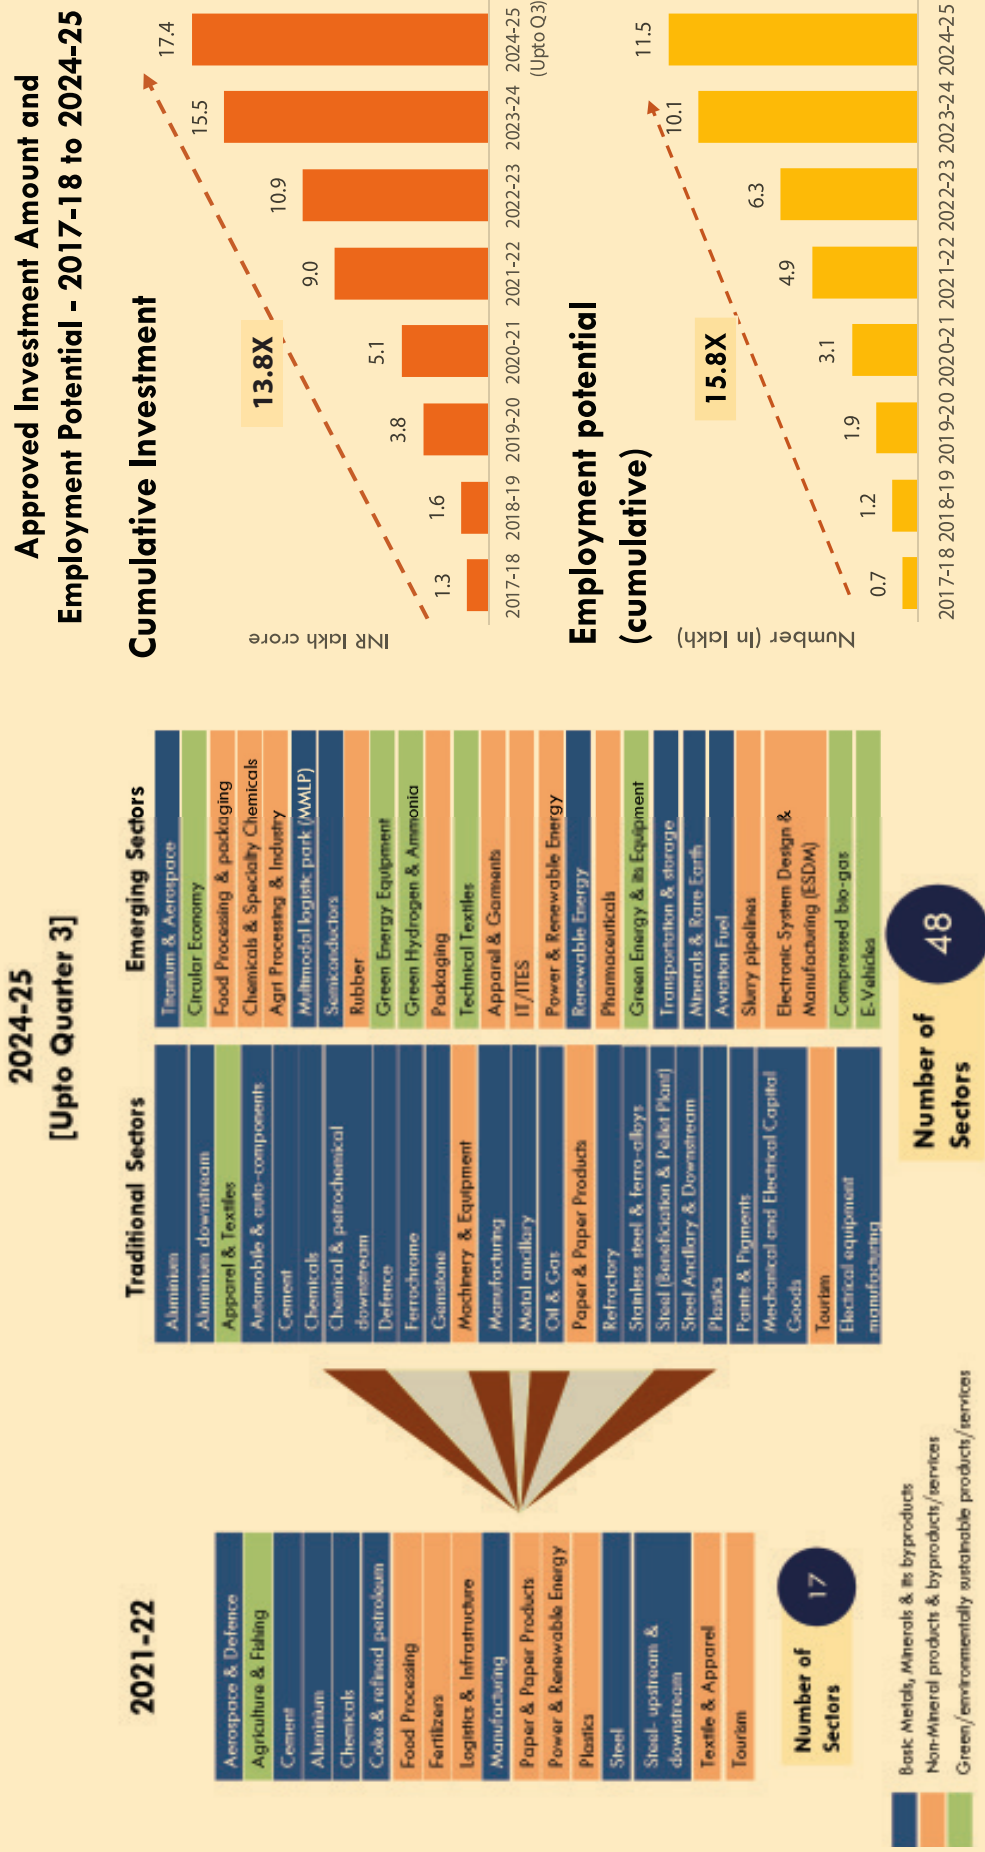 2021-22
Aerospace & Defence
Agriculture & Fishing
Cement
Aluminium
Chemicals
Coke & refined petroleum
Food Processing
Fertilizers
Logistics & Infrastructure
Manufacturing
Paper & Paper Products
Power & Renewable Energy
Plastics
Steel
Steel- upstream &
downstream
Textile & Apparel
Tourism
Number of
Sectors
17
Basic Metals, Minerals & its byproducts
Non-Mineral products & byproducts/services
Green/environmentally sustainable products/services
2024-25
[Upto Quarter 3]
Traditional Sectors
Aluminium
Aluminium downstream
Apparel & Textiles
Automobile & auto-components
Cement
Chemicals
Chemical & petrochemical
downstream
Defence
Ferrochrome
Gemstone
Machinery & Equipment
Manufacturing
Metal ancillary
Oil & Gas
Paper & Paper Products
Refractory
Stainless steel & ferro-alloys
Steel (Beneficiation & Pellet Plant)
Steel Ancillary & Downstream
Plastics
Paints & Pigments
Mechanical and Electrical Capital
Goods
Tourism
Electrical equipment
manufacturing
Emerging Sectors
Titanium & Aerospace
Circular Economy
Food Processing & packaging
Chemicals & Specialty Chemicals
Agri Processing & Industry
Multimodal logistic park (MMLP)
Semiconductors
Rubber
Green Energy Equipment
Green Hydrogen & Ammonia
Packaging
Technical Textiles
Apparel & Garments
IT/ITES
Power & Renewable Energy
Renewable Energy
Pharmaceuticals
Green Energy & its Equipment
Transportation & storage
Minerals & Rare Earth
Aviation Fuel
Slurry pipelines
Electronic System Design &
Manufacturing (ESDM)
Compressed bio-gas
E-Vehicles
Number of
Sectors
48
Approved Investment Amount and
Employment Potential - 2017-18 to 2024-25
Cumulative Investment
INR lakh crore
13.8X
1.3
1.6
3.8
5.1
9.0
10.9
15.5
17.4
2017-18 2018-19 2019-20 2020-21 2021-22 2022-23 2023-24 2024-25
(Upto Q3)
Employment potential
(cumulative)
Number (In lakh)
15.8X
0.7
1.2
1.9
3.1
4.9
6.3
10.1
11.5
2017-18 2018-19 2019-20 2020-21 2021-22 2022-23 2023-24 2024-25